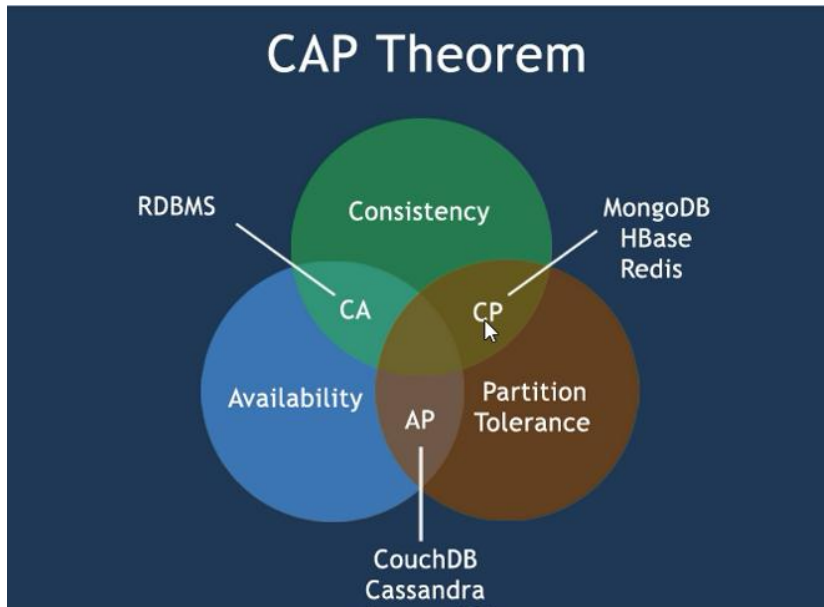 CAP Theorem
RDBMS
Consistency
MongoDB
HBase
Redis
CA
CP
Availability
Partition
Tolerance
AP
CouchDB
Cassandra